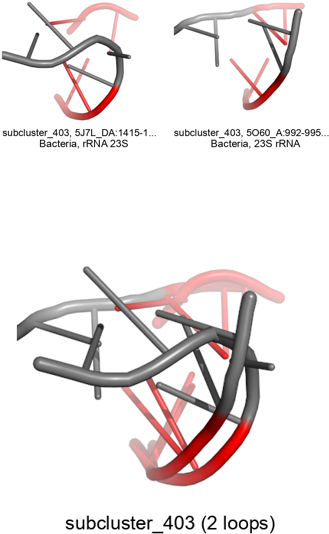 subcluster_403, 5J7L_DA:1415-1...
Bacteria, rRNA 23S
subcluster_403, 5O60_A:992-995...
Bacteria, 23S rRNA
subcluster_403 (2 loops)